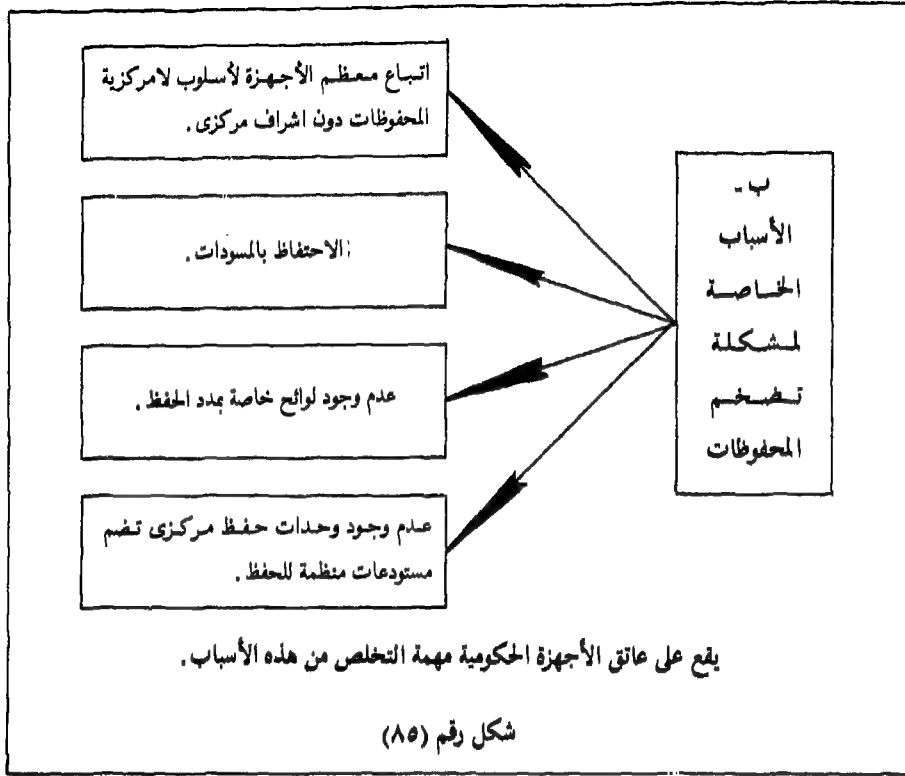 ب -
الأسباب
الخاصة
لمشكلة
تضخم
المحفوظات
اتباع معظم الأجهزة لأسلوب لامركزية
المحفوظات دون اشراف مركزى .
الاحتفاظ بالمسودات .
عدم وجود لوائح خاصة بمدد الحفظ .
عدم وجود وحدات حفظ مركزى تضم
مستودعات منظمة للحفظ .
يقع على عاتق الأجهزة الحكومية مهمة التخلص من هذه الأسباب .
شكل رقم (٨٥)